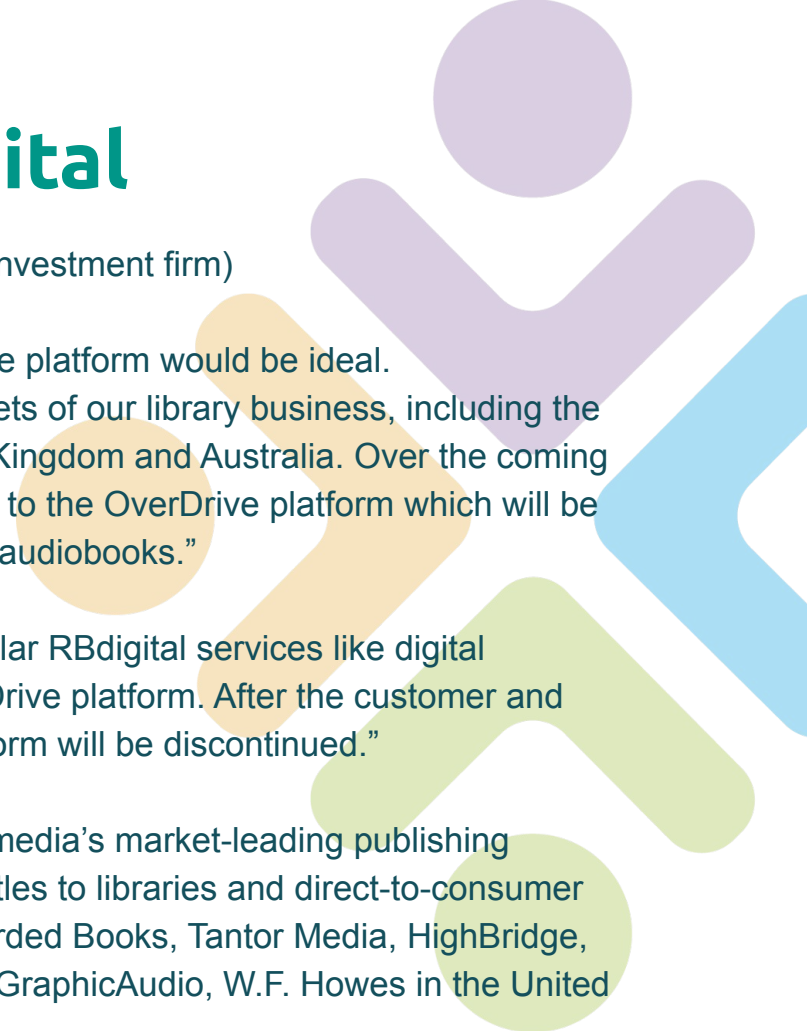 ital
nvestment firm)
e platform would be ideal.
ets of our library business, including the
Kingdom and Australia. Over the coming
to the OverDrive platform which will be
audiobooks.”
lar RBdigital services like digital
Drive platform. After the customer and
orm will be discontinued.”
media’s market-leading publishing
tles to libraries and direct-to-consumer
rded Books, Tantor Media, HighBridge,
GraphicAudio, W.F. Howes in the United